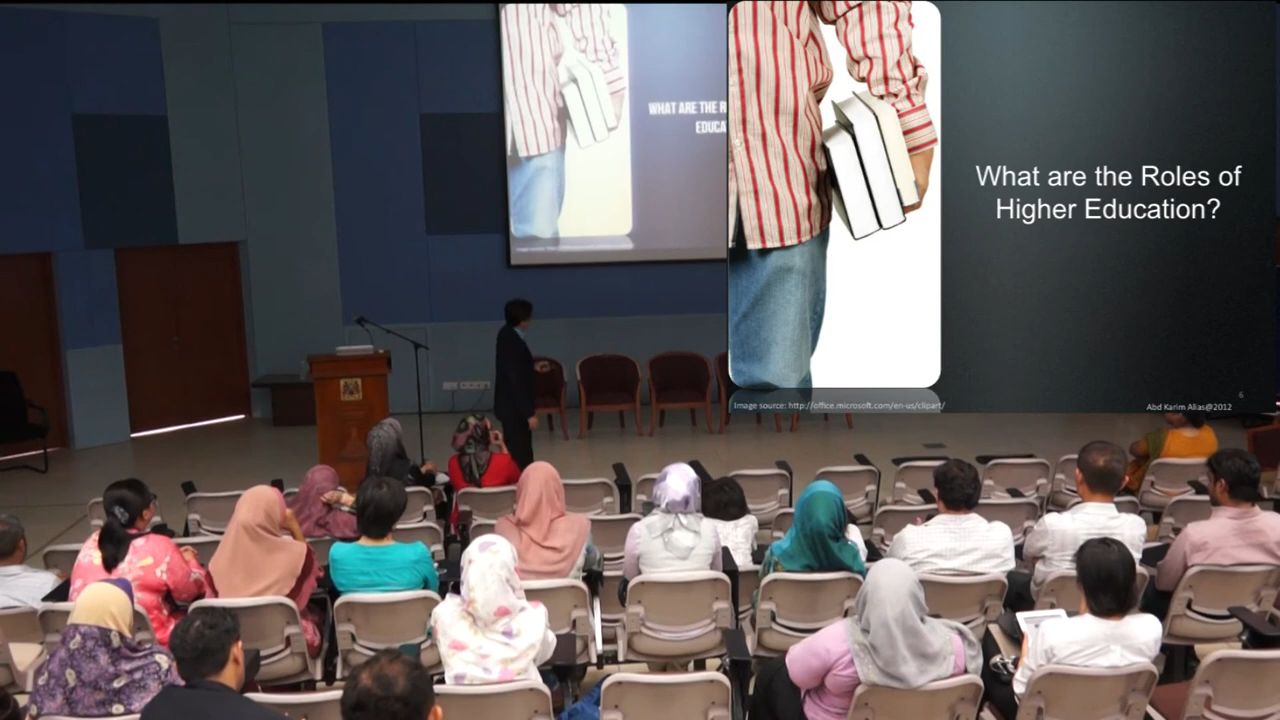 WHAT ARE THE R
EDUCA
What are the Roles of
Higher Education?
Image source: http://office.microsoft.com/en-us/clipart/
6
Abd Karim Alias@2012